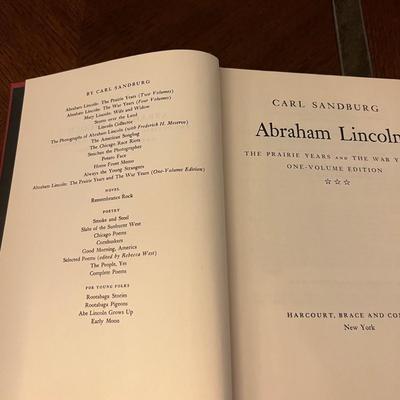 BY CARL SANDBURG
Abraham Lincoln: The Prairie Years (Two Volumes)
Abraham Lincoln: The War Years (Four Volumes)
Mary Lincoln: Wife and Widow
Storm over the Land
Lincoln Collector
The Photographs of Abraham Lincoln (with Frederick H. Meserve)
The American Songbag
The Chicago Race Riots
Steichen the Photographer
Potato Face
Home Front Memo
Always the Young Strangers
Abraham Lincoln: The Prairie Years and The War Years (One-Volume Edition)
NOVEL
Remembrance Rock
POETRY
Smoke and Steel
Slabs of the Sunburnt West
Chicago Poems
Cornhuskers
Good Morning, America
Selected Poems (edited by Rebecca West)
The People, Yes
Complete Poems
FOR YOUNG FOLKS
Rootabaga Stories
Rootabaga Pigeons
Abe Lincoln Grows Up
Early Moon
CARL SANDBURG
Abraham Lincoln
THE PRAIRIE YEARS AND THE WAR Y
ONE-VOLUME EDITION
HARCOURT, BRACE AND CO
New York